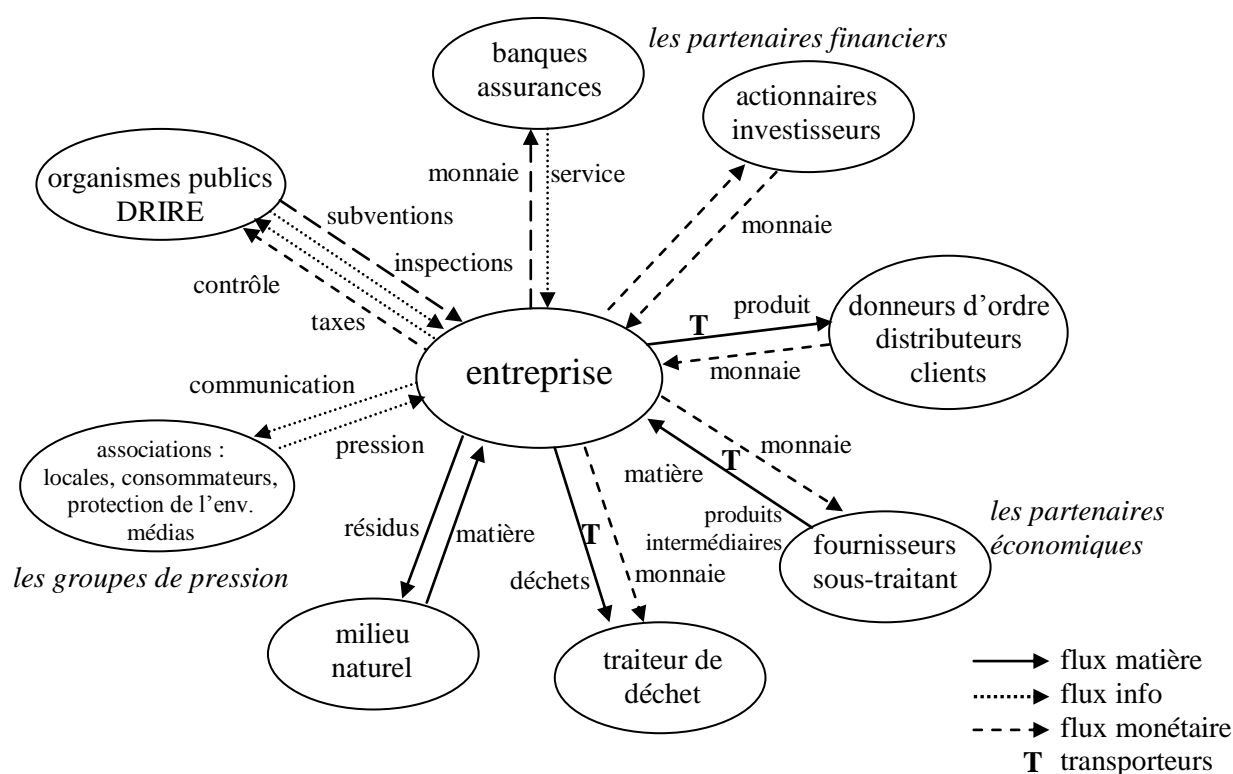 les partenaires financiers
banques
assurances
actionnaires
investisseurs
organismes publics
DRIRE
monnaie
service
subventions
monnaie
inspections
contrôle
taxes
produit
T
donneurs d’ordre
distributeurs
clients
monnaie
entreprise
communication
pression
associations :
locales, consommateurs,
protection de l’env.
médias
les groupes de pression
monnaie
T
matière
produits
intermédiaires
les partenaires
économiques
fournisseurs
sous-traitant
résidus
matière
T
déchets
monnaie
milieu
naturel
traiteur de
déchet
flux matière
flux info
flux monétaire
T transporteurs